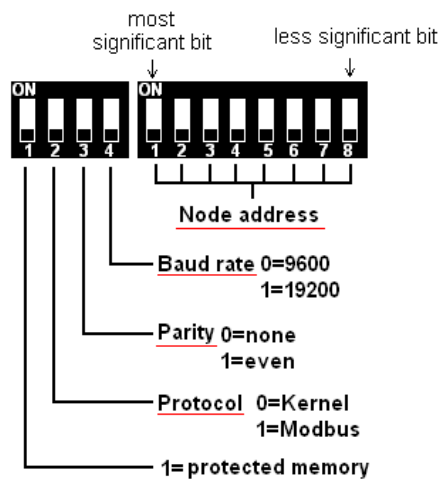 most
significant bit
less significant bit
ON
1 2 3 4
ON
1 2 3 4 5 6 7 8
Node address
Baud rate 0=9600
1=19200
Parity 0=none
1=even
Protocol 0=Kernel
1=Modbus
1= protected memory